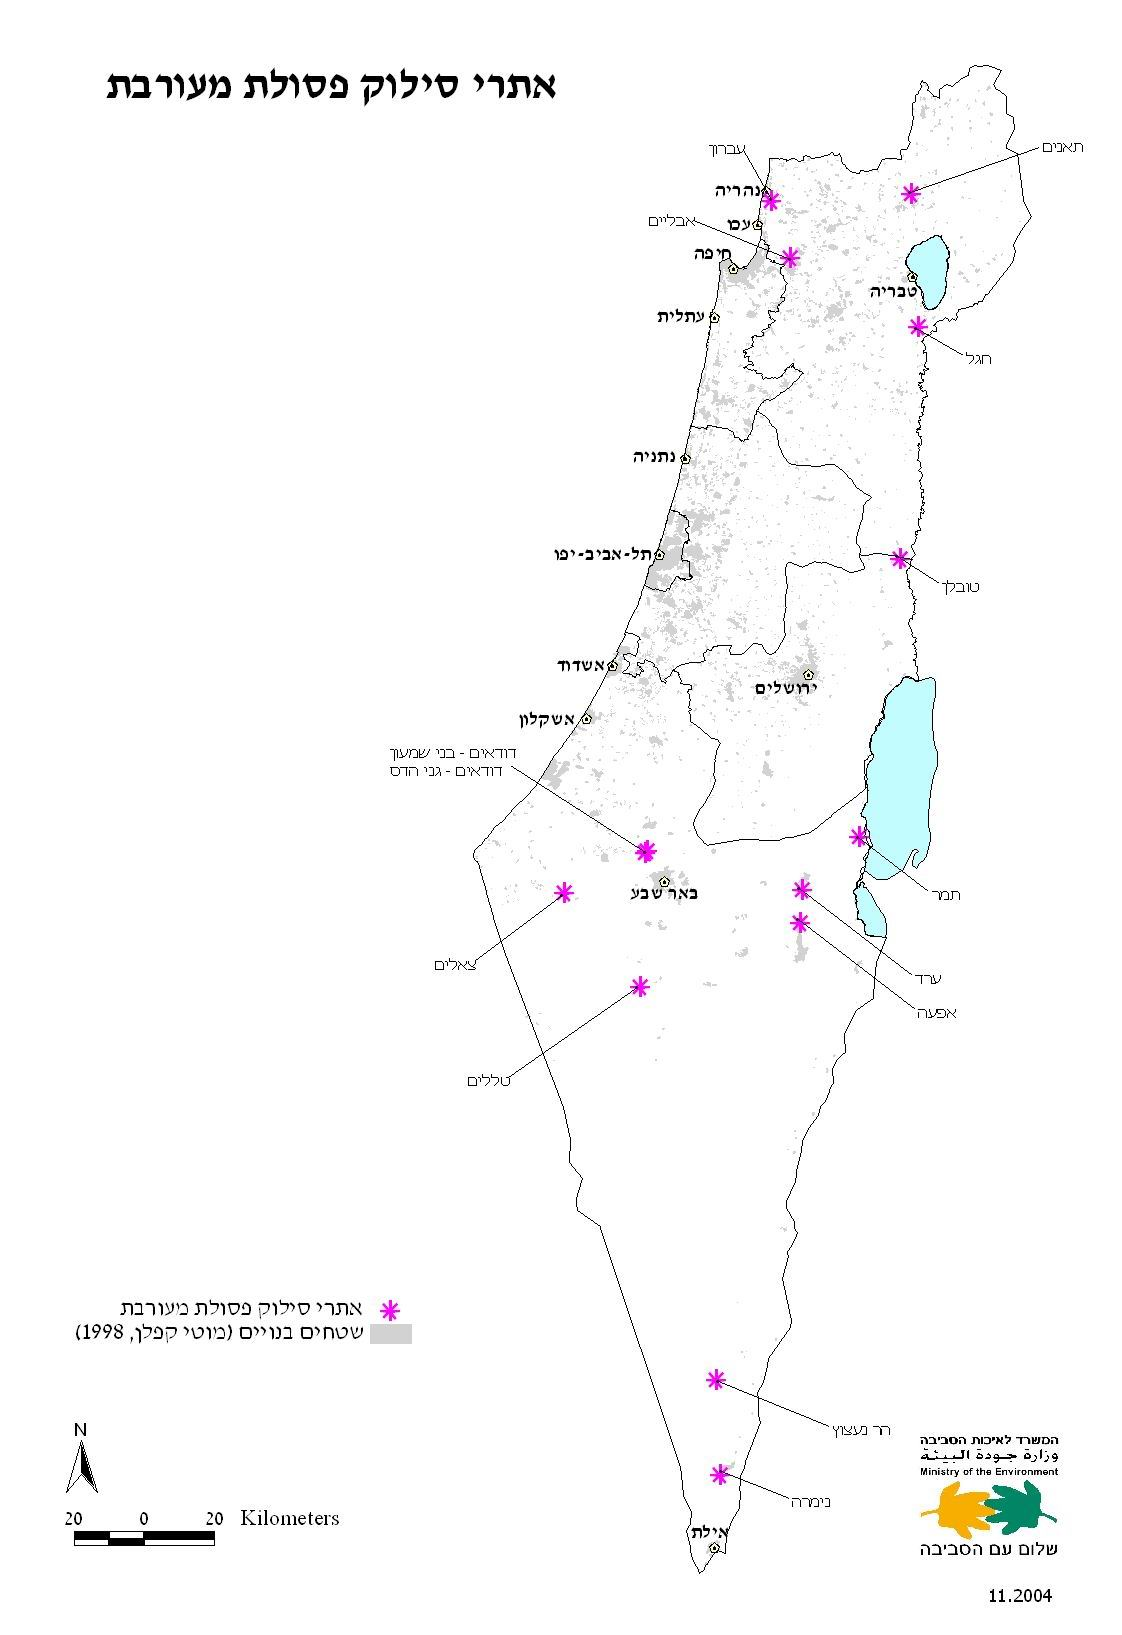 אתרי סילוק פסולת מעורבת
עברון
תאנים
נהריה
אבליים
עכו
חיפה
טבריה
עתלית
חגל
נתניה
תל-אביב-יפו
טובלן
אשדוד
ירושלים
אשקלון
דודאים - בני שמעון
דודאים - גני הדס
באר שבע
תמר
צאלים
ערד
אפעה
טללים
אתרי סילוק פסולת מעורבת
שטחים בנויים (מוטי קפלן, 1998)
הר נעצוץ
נימרה
אילת
N
20 0 20 Kilometers
המשרד לאיכות הסביבה
وزارة جودة البيئة
Ministry of the Environment
שלום עם הסביבה
11.2004